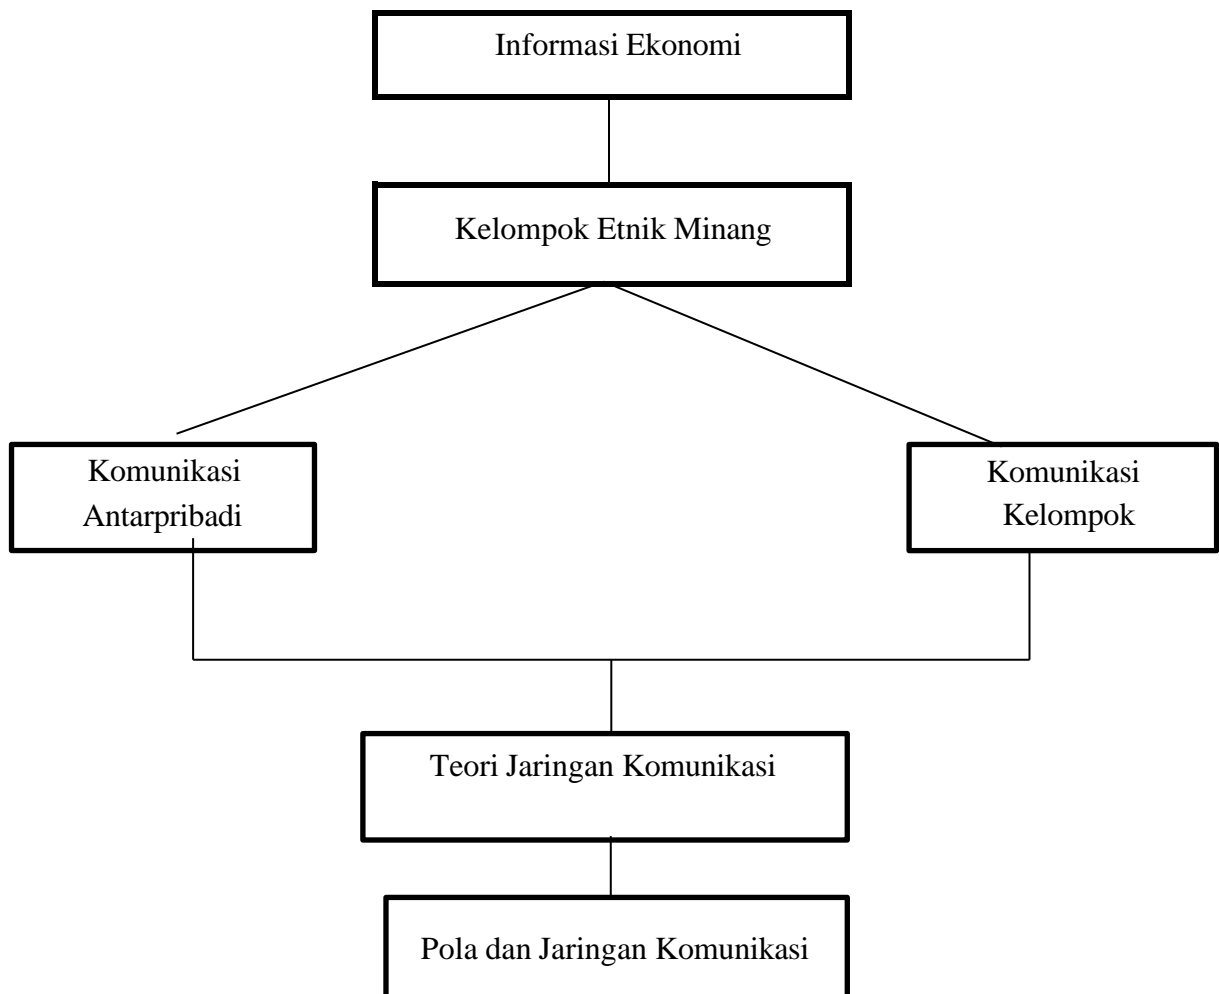 Informasi Ekonomi
Kelompok Etnik Minang
Komunikasi
Antarpribadi
Komunikasi
Kelompok
Teori Jaringan Komunikasi
Pola dan Jaringan Komunikasi